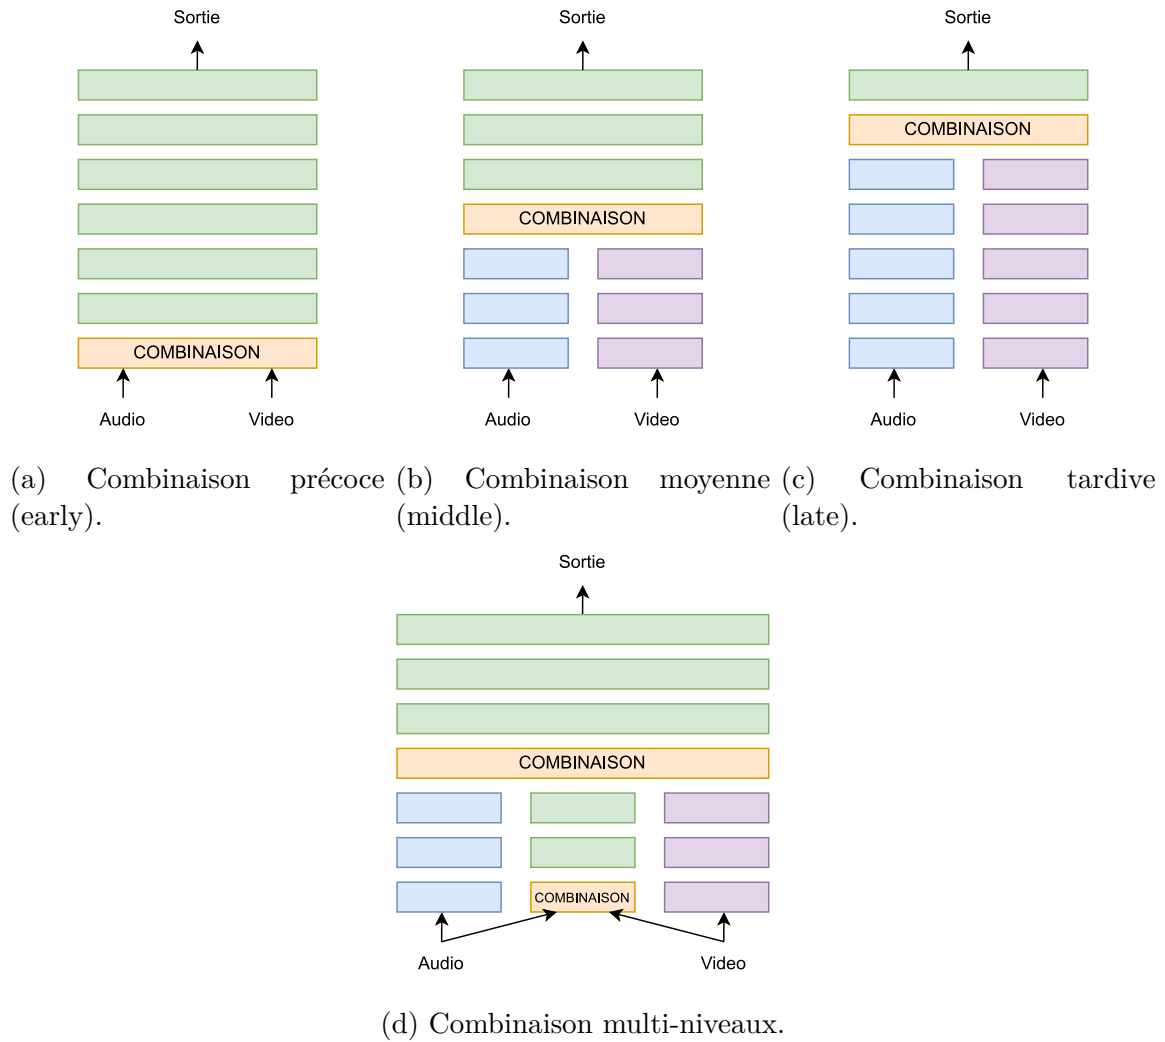 Sortie
COMBINAISON
Audio
Video
(a) Combinaison précoce
(early).
Sortie
COMBINAISON
Audio
Video
(b) Combinaison moyenne
(middle).
Sortie
COMBINAISON
Audio
Video
(c) Combinaison tardive
(late).
Sortie
COMBINAISON
COMBINAISON
Audio
Video
(d) Combinaison multi-niveaux.